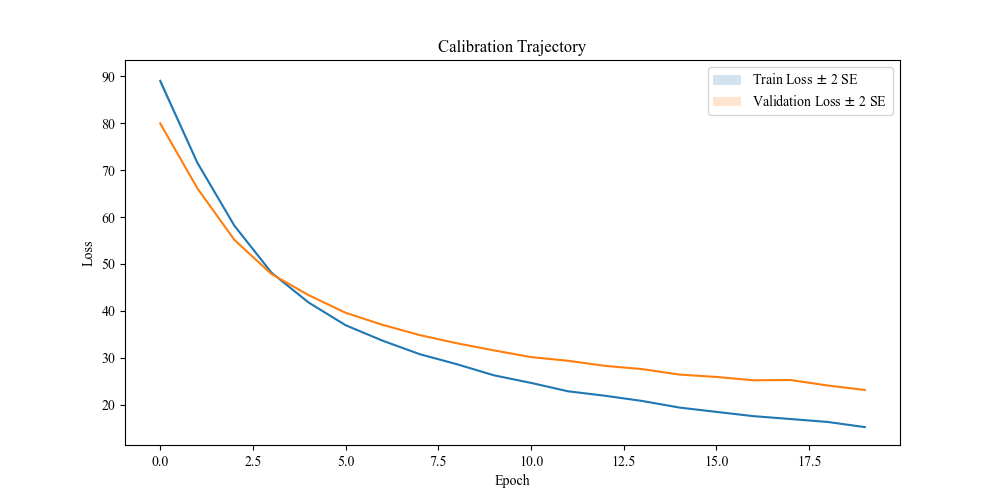 Calibration Trajectory
Train Loss ± 2 SE
Validation Loss ± 2 SE
Loss
90
80
70
60
50
40
30
20
0.0 2.5 5.0 7.5 10.0 12.5 15.0 17.5
Epoch